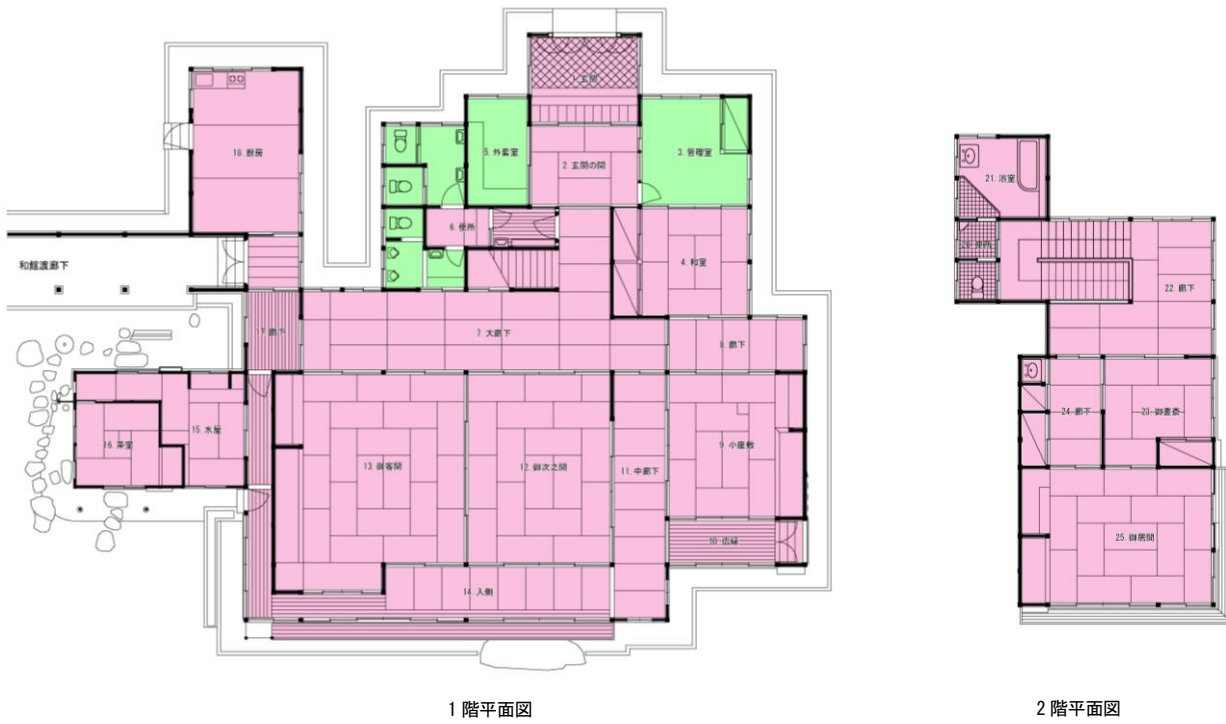 1. 玄関
18. 厨房
5. 外套室
2. 玄関の間
3. 管理室
6. 便所
4. 和室
和館渡廊下
17. 廊下
7. 大廊下
8. 廊下
16. 茶室
15. 水屋
13. 御客間
12. 御次之間
11. 中廊下
9. 小座敷
10. 広縁
14. 入側
1階平面図
21. 浴室
20. 便所
22. 廊下
24. 廊下
23. 御書斎
25. 御居間
2階平面図